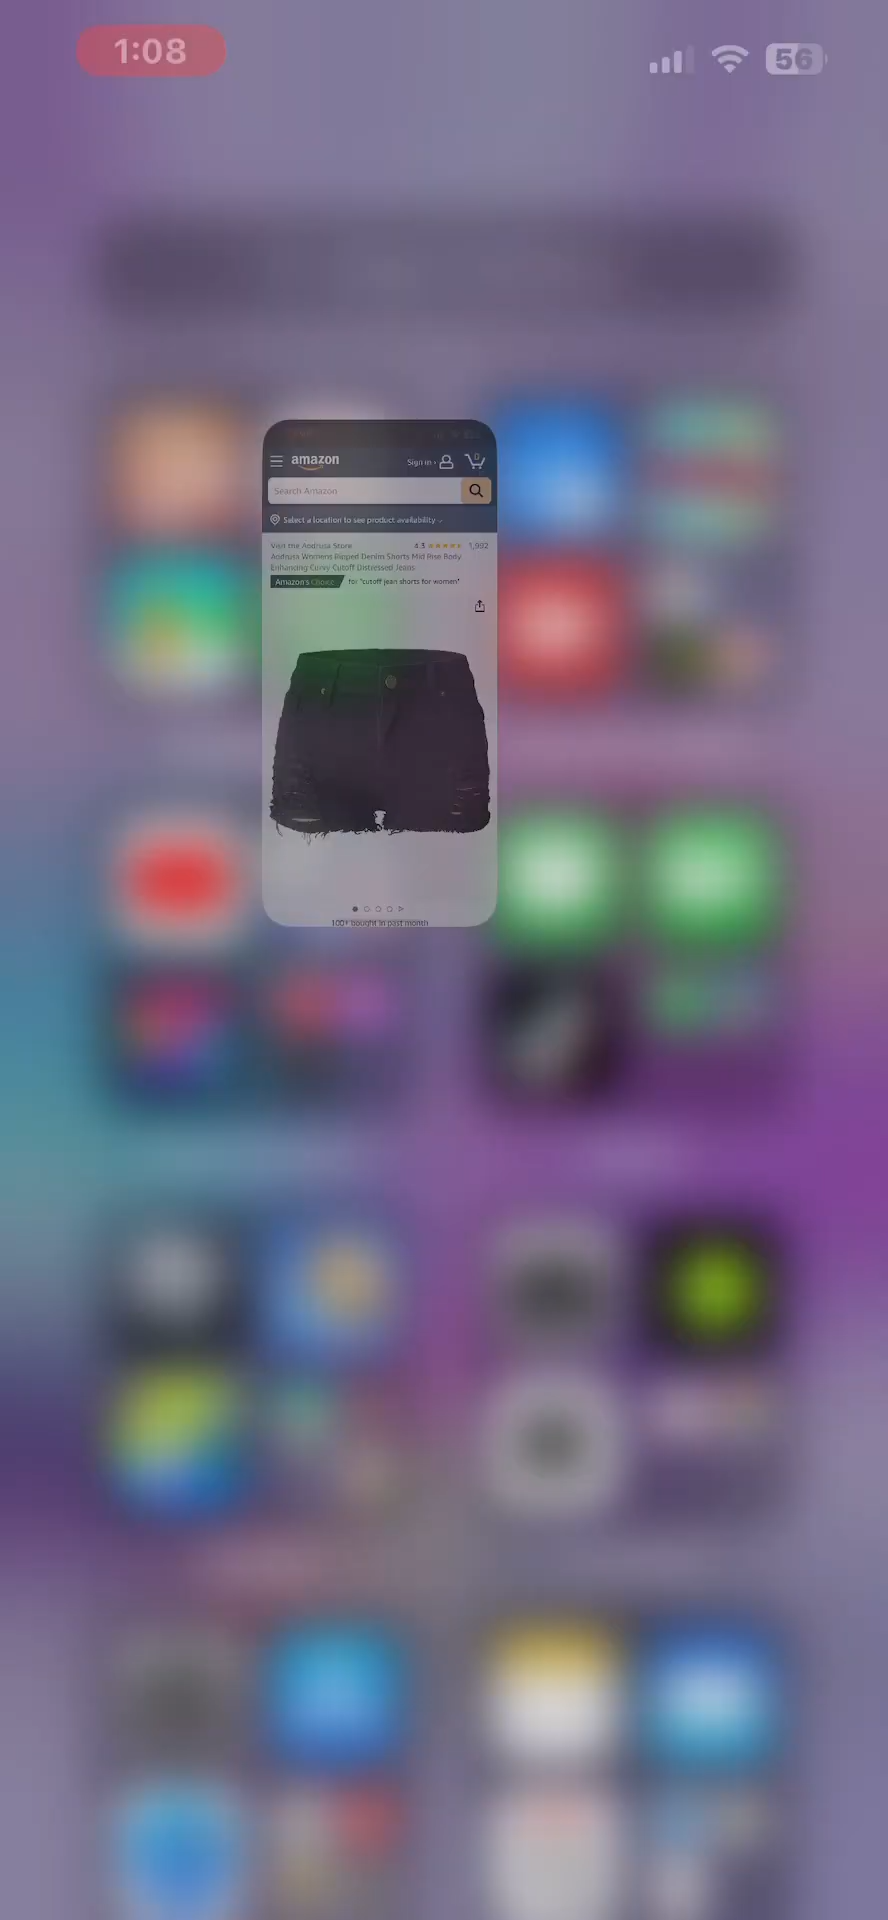 1:08
56
amazon
Sign in ›
0
Search Amazon
Select a location to see product availability
Visit the Aodrusa Store
4.3
1,992
Aodrusa Womens Ripped Denim Shorts Mid Rise Body
Enhancing Curvy Cutoff Distressed Jeans
Amazon's Choice
for "cutoff jean shorts for women"
100+ bought in past month